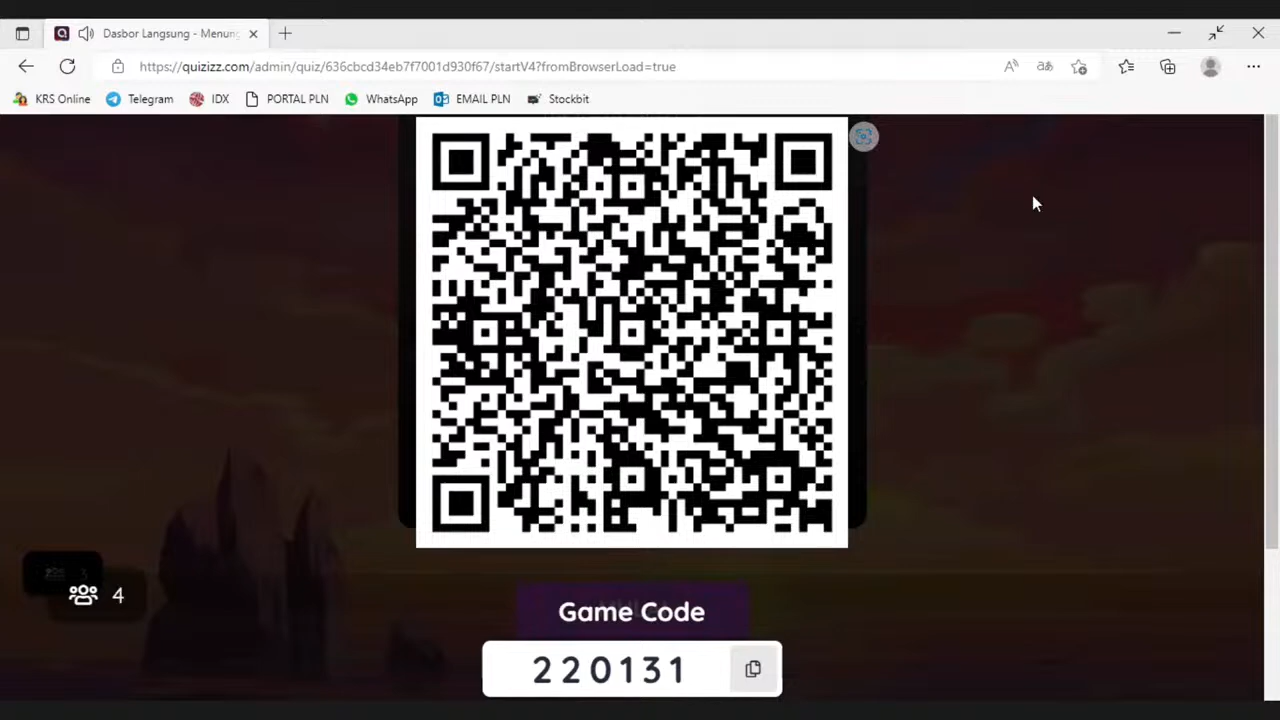 Dasbor Langsung - Menung
https://quizizz.com/admin/quiz/636cbcd34eb7f7001d930f67/startV4?fromBrowserLoad=true
KRS Online Telegram IDX PORTAL PLN WhatsApp EMAIL PLN Stockbit
4
Game Code
220131